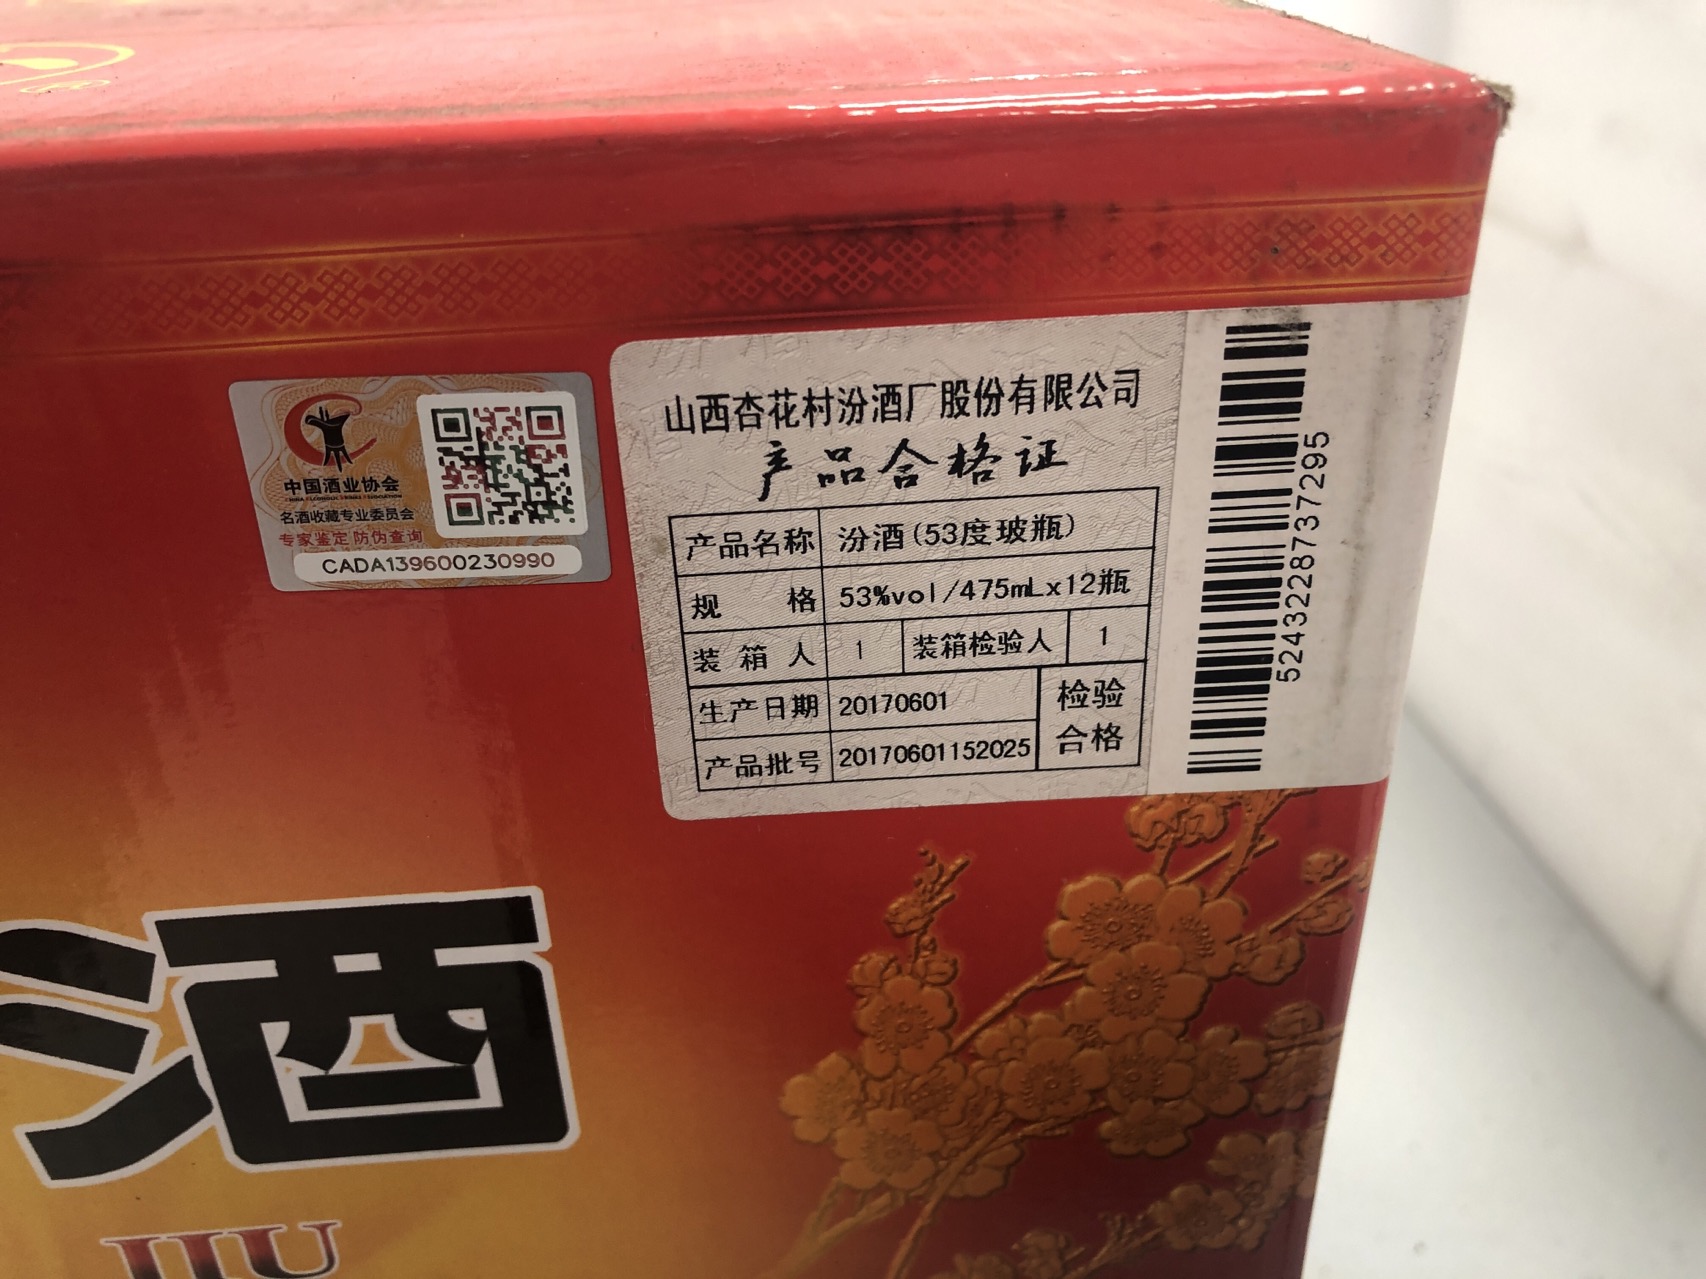 中国酒业协会
CHINA ALCOHOLIC DRINKS ASSOCIATION
名酒收藏专业委员会
专家鉴定 防伪查询
CADA139600230990
山西杏花村汾酒厂股份有限公司
产品合格证
产品名称 汾酒(53度玻瓶)
规 格 53%vol/475mLx12瓶
装 箱 人 1 装箱检验人 1
生产日期 20170601
检验
合格
产品批号 20170601152025
5243228737295
酒
JIU